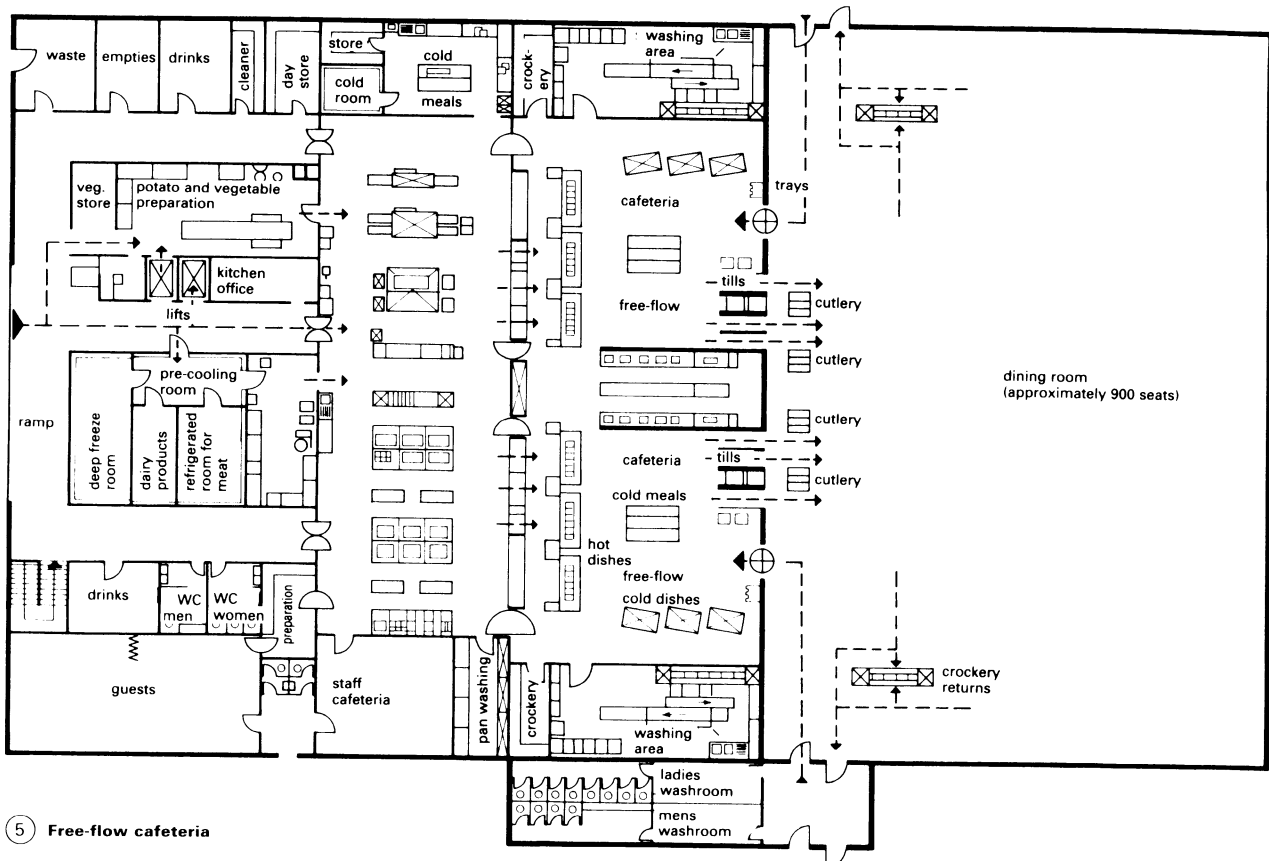 waste
empties
drinks
cleaner
day
store
store
cold
room
cold
meals
crock-
ery
washing
area
veg.
store
potato and vegetable
preparation
kitchen
office
lifts
cafeteria
trays
free-flow
tills
cutlery
cutlery
pre-cooling
room
ramp
deep freeze
room
dairy
products
refrigerated
room for
meat
dining room
(approximately 900 seats)
cutlery
cafeteria
tills
cutlery
cold meals
hot
dishes
free-flow
cold dishes
drinks
WC
men
WC
women
preparation
guests
staff
cafeteria
pan washing
crockery
washing
area
crockery
returns
ladies
washroom
mens
washroom
5 Free-flow cafeteria